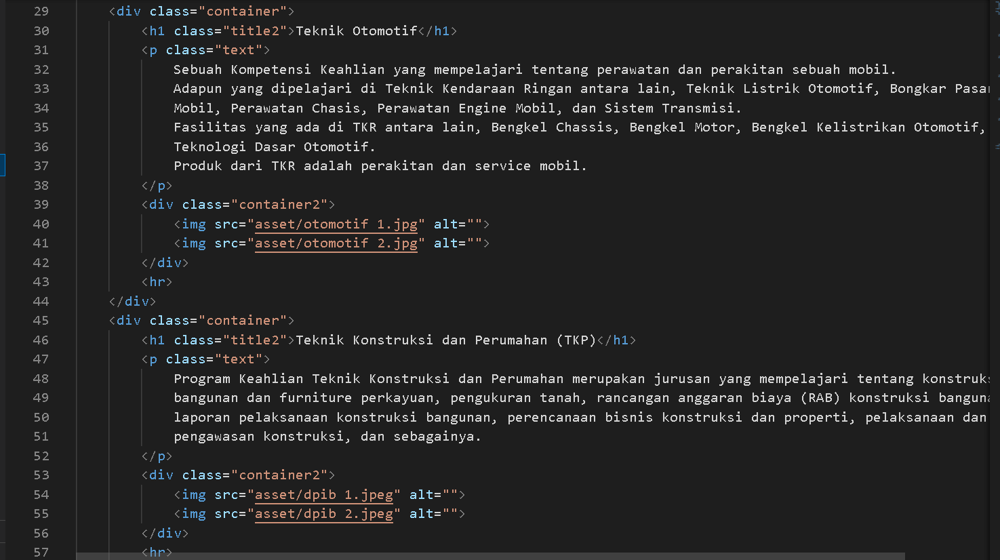 29 <div class="container">
30 <h1 class="title2">Teknik Otomotif</h1>
31 <p class="text">
32 Sebuah Kompetensi Keahlian yang mempelajari tentang perawatan dan perakitan sebuah mobil.
33 Adapun yang dipelajari di Teknik Kendaraan Ringan antara lain, Teknik Listrik Otomotif, Bongkar
34 Mobil, Perawatan Chasis, Perawatan Engine Mobil, dan Sistem Transmisi.
35 Fasilitas yang ada di TKR antara lain, Bengkel Chassis, Bengkel Motor, Bengkel Kelistrikan Otomotif,
36 Teknologi Dasar Otomotif.
37 Produk dari TKR adalah perakitan dan service mobil.
38 </p>
39 <div class="container2">
40 <img src="asset/otomotif 1.jpg" alt="">
41 <img src="asset/otomotif 2.jpg" alt="">
42 </div>
43 <hr>
44 </div>
45 <div class="container">
46 <h1 class="title2">Teknik Konstruksi dan Perumahan (TKP)</h1>
47 <p class="text">
48 Program Keahlian Teknik Konstruksi dan Perumahan merupakan jurusan yang mempelajari tentang
49 bangunan dan furniture perkayuan, pengukuran tanah, rancangan anggaran biaya (RAB) konstruksi
50 laporan pelaksanaan konstruksi bangunan, perencanaan bisnis konstruksi dan properti, pelaksanaan dan
51 pengawasan konstruksi, dan sebagainya.
52 </p>
53 <div class="container2">
54 <img src="asset/dpib 1.jpeg" alt="">
55 <img src="asset/dpib 2.jpeg" alt="">
56 </div>
57 <hr>